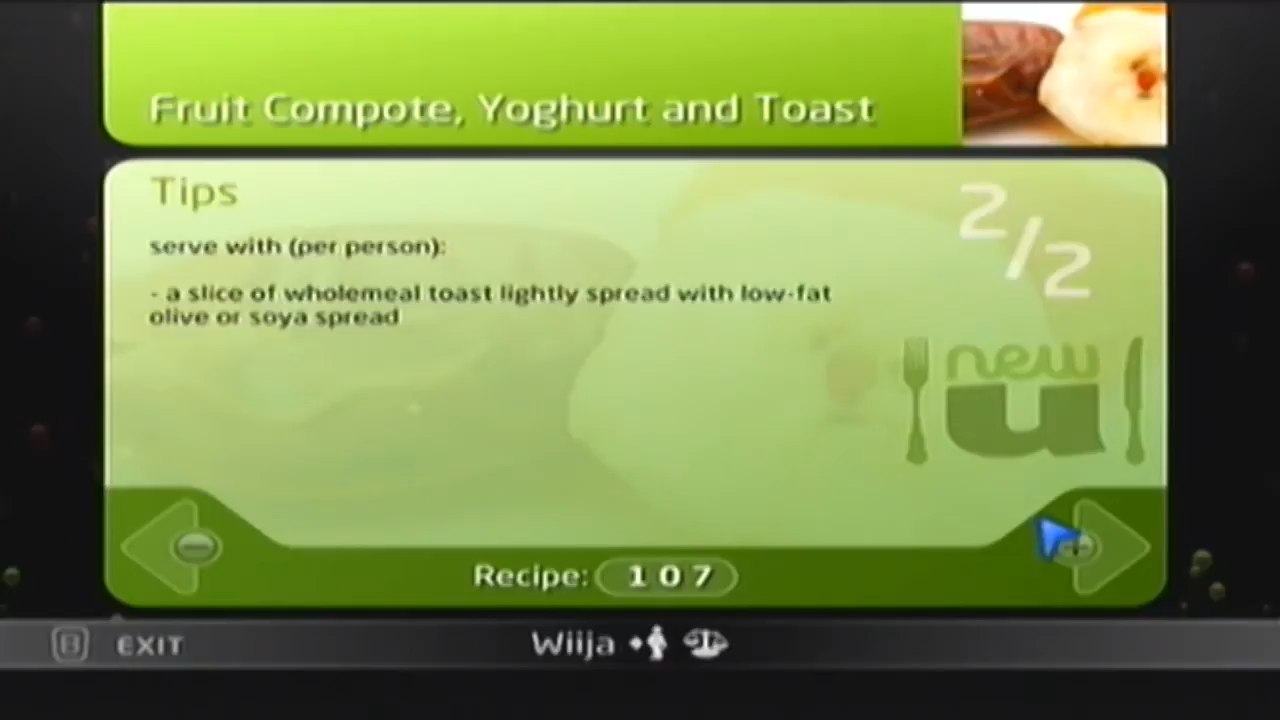 Fruit Compote, Yoghurt and Toast
Tips
2/2
serve with (per person):
- a slice of wholemeal toast lightly spread with low-fat
olive or soya spread
new
u
Recipe: 107
B EXIT
Wiija